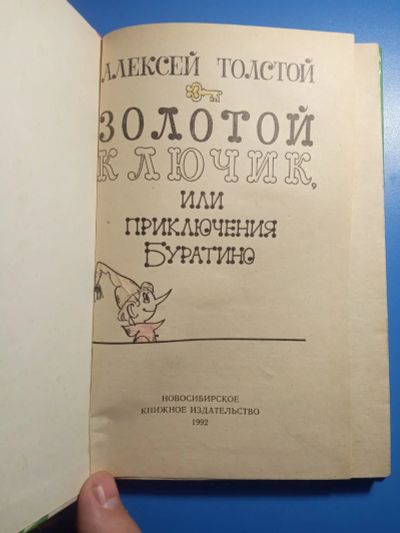 АЛЕКСЕЙ ТОЛСТОЙ
ЗОЛОТОЙ
КЛЮЧИК,
ИЛИ
ПРИКЛЮЧЕНИЯ
БУРАТИНО
НОВОСИБИРСКОЕ
КНИЖНОЕ ИЗДАТЕЛЬСТВО
1992